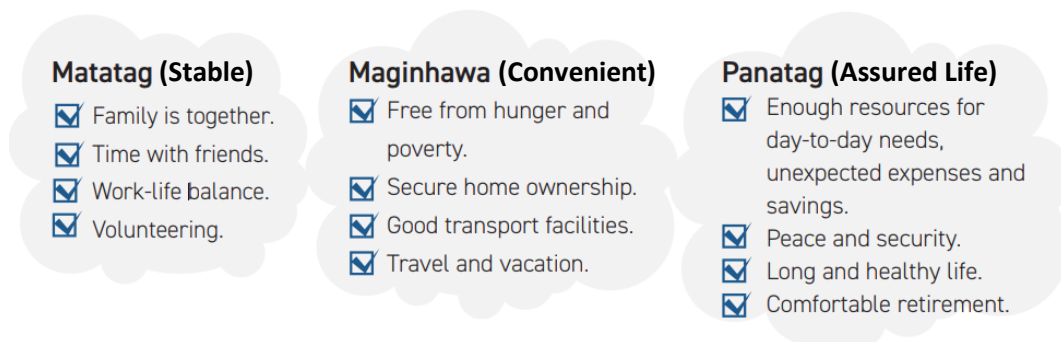 Matatag (Stable)
Family is together.
Time with friends.
Work-life balance.
Volunteering.
Maginhawa (Convenient)
Free from hunger and
poverty.
Secure home ownership.
Good transport facilities.
Travel and vacation.
Panatag (Assured Life)
Enough resources for
day-to-day needs,
unexpected expenses and
savings.
Peace and security.
Long and healthy life.
Comfortable retirement.